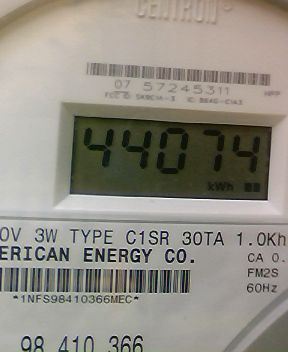 CENTRON®
07 57245311
44074
kWh
0V 3W TYPE C1SR 30TA 1.0Kh
ERICAN ENERGY CO.
CA 0.
FM2S
*1NFS98410366MEC*
60Hz
98 410 366